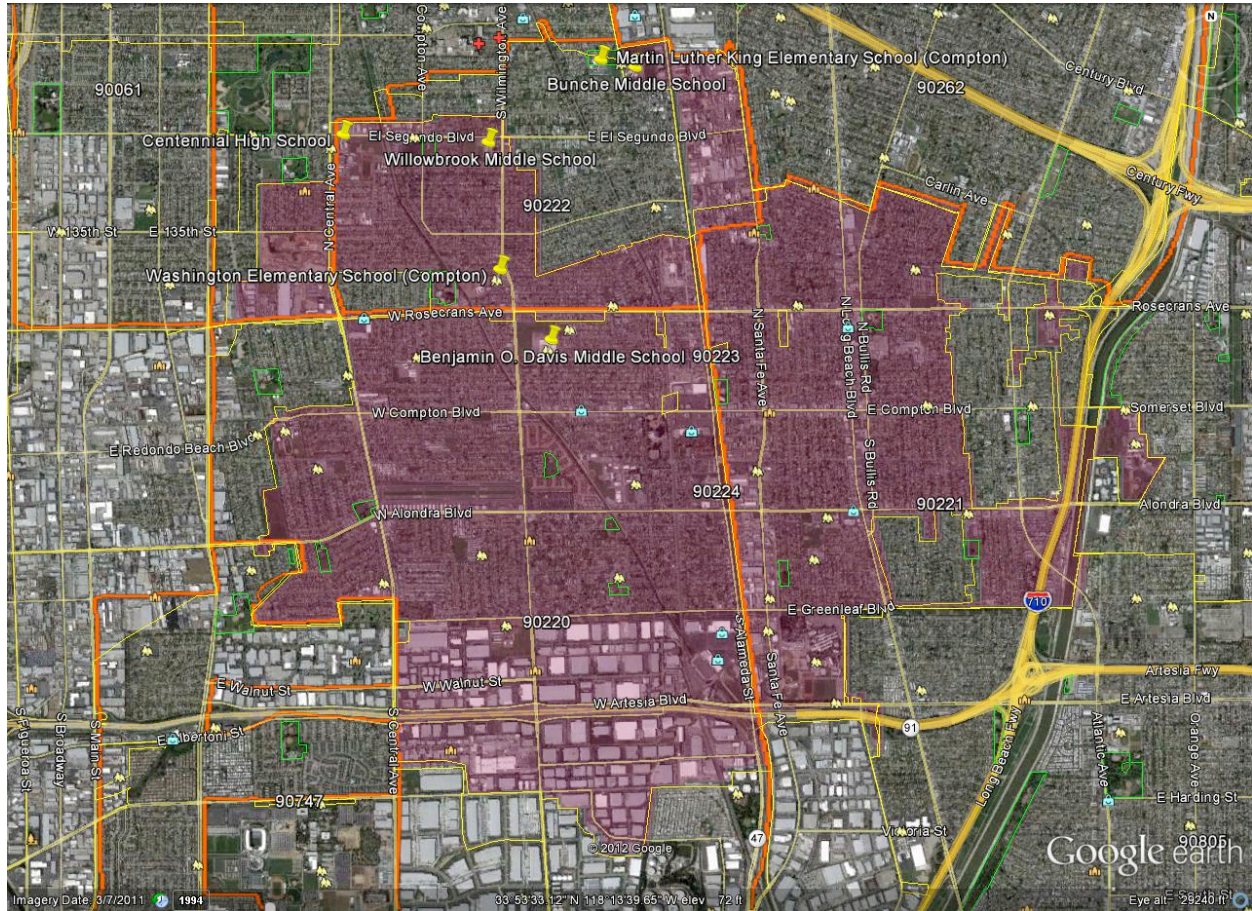 Compton Ave
S Wilmington Ave
Martin Luther King Elementary School (Compton)
Bunche Middle School
Century Blvd
90061
90262
Centennial High School
El Segundo Blvd
E El Segundo Blvd
Willowbrook Middle School
Century Fwy
N Central Ave
Carlin Ave
90222
W 135th St
E 135th St
Washington Elementary School (Compton)
W Rosecrans Ave
Rosecrans Ave
N Santa Fe Ave
N Long Beach Blvd
N Bullis Rd
Benjamin O. Davis Middle School
90223
W Compton Blvd
E Compton Blvd
Somerset Blvd
E Redondo Beach Blvd
S Bullis Rd
90224
90221
W Alondra Blvd
Alondra Blvd
710
E Greenleaf Blvd
90220
S Alameda St
Santa Fe Ave
E Walnut St
W Walnut St
Artesia Fwy
W Artesia Blvd
E Artesia Blvd
S Figueroa St
S Broadway
S Main St
E Albertoni St
S Central Ave
91
Long Beach Fwy
Atlantic Ave
Orange Ave
90747
E Harding St
47
Victoria St
© 2012 Google
90805
Google earth
E South St
Imagery Date: 3/7/2011
1994
33°53'33.12" N 118°13'39.65" W elev 72 ft
Eye alt 29240 ft
N